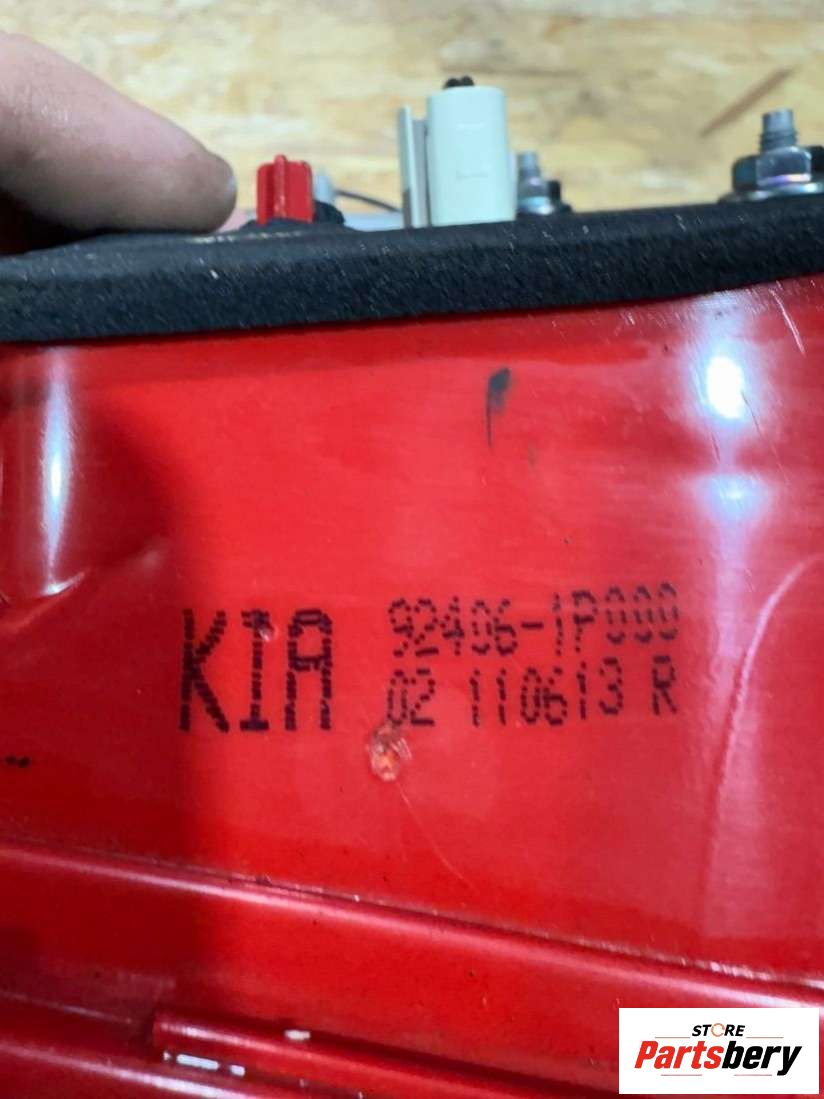 KIA 92406-1P000
02 110613 R
STORE
Partsbery